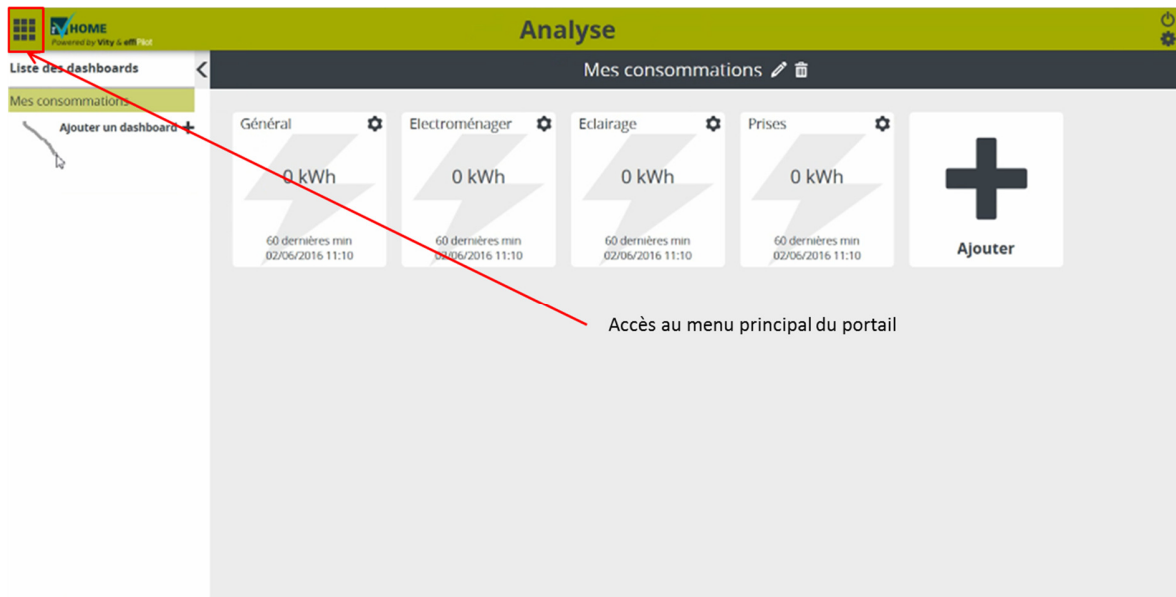 HOME
Powered by Vity & effiPilot
Analyse
Liste des dashboards
Mes consommations
Mes consommations
Ajouter un dashboard
Général
0 kWh
60 dernières min
02/06/2016 11:10
Electroménager
0 kWh
60 dernières min
02/06/2016 11:10
Eclairage
0 kWh
60 dernières min
02/06/2016 11:10
Prises
0 kWh
60 dernières min
02/06/2016 11:10
Ajouter
Accès au menu principal du portail